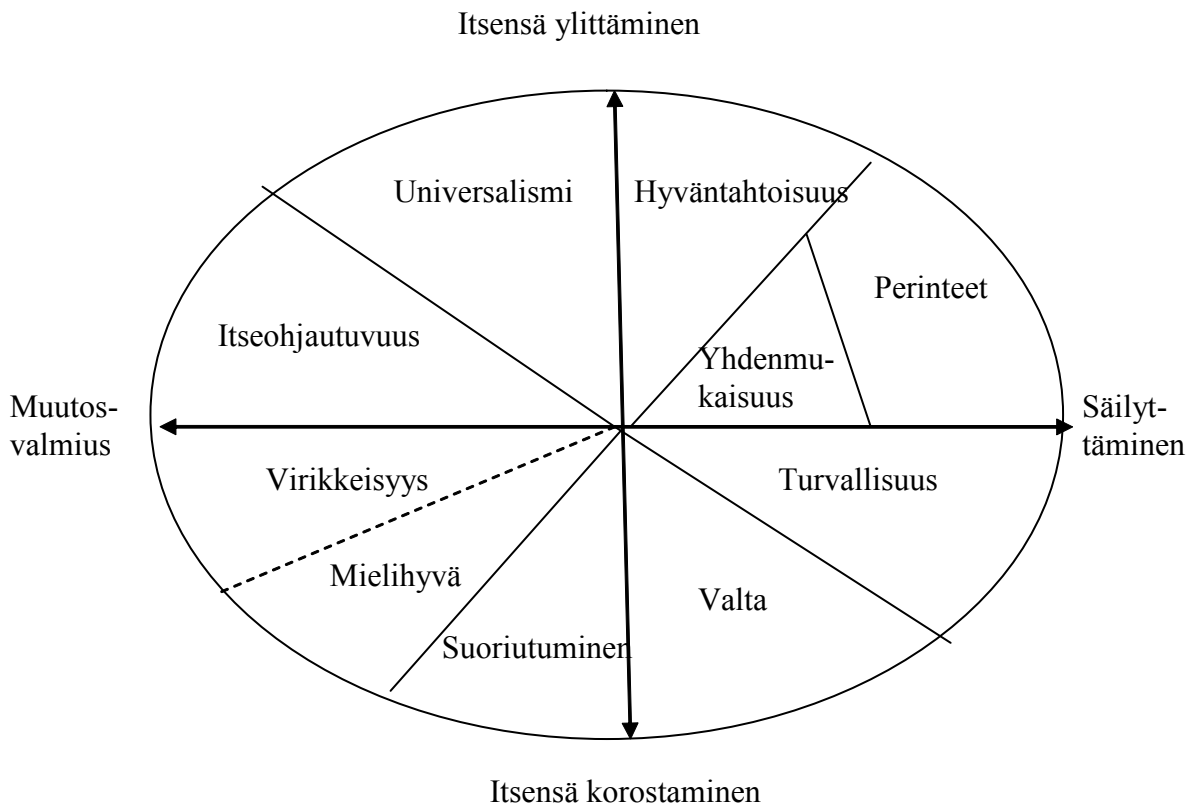 Itsensä ylittäminen
Universalismi
Hyväntahtoisuus
Perinteet
Itseohjautuvuus
Yhdenmu-
kaisuus
Muutos-
valmius
Säilyt-
täminen
Virikkeisyys
Turvallisuus
Mielihyvä
Valta
Suoriutuminen
Itsensä korostaminen